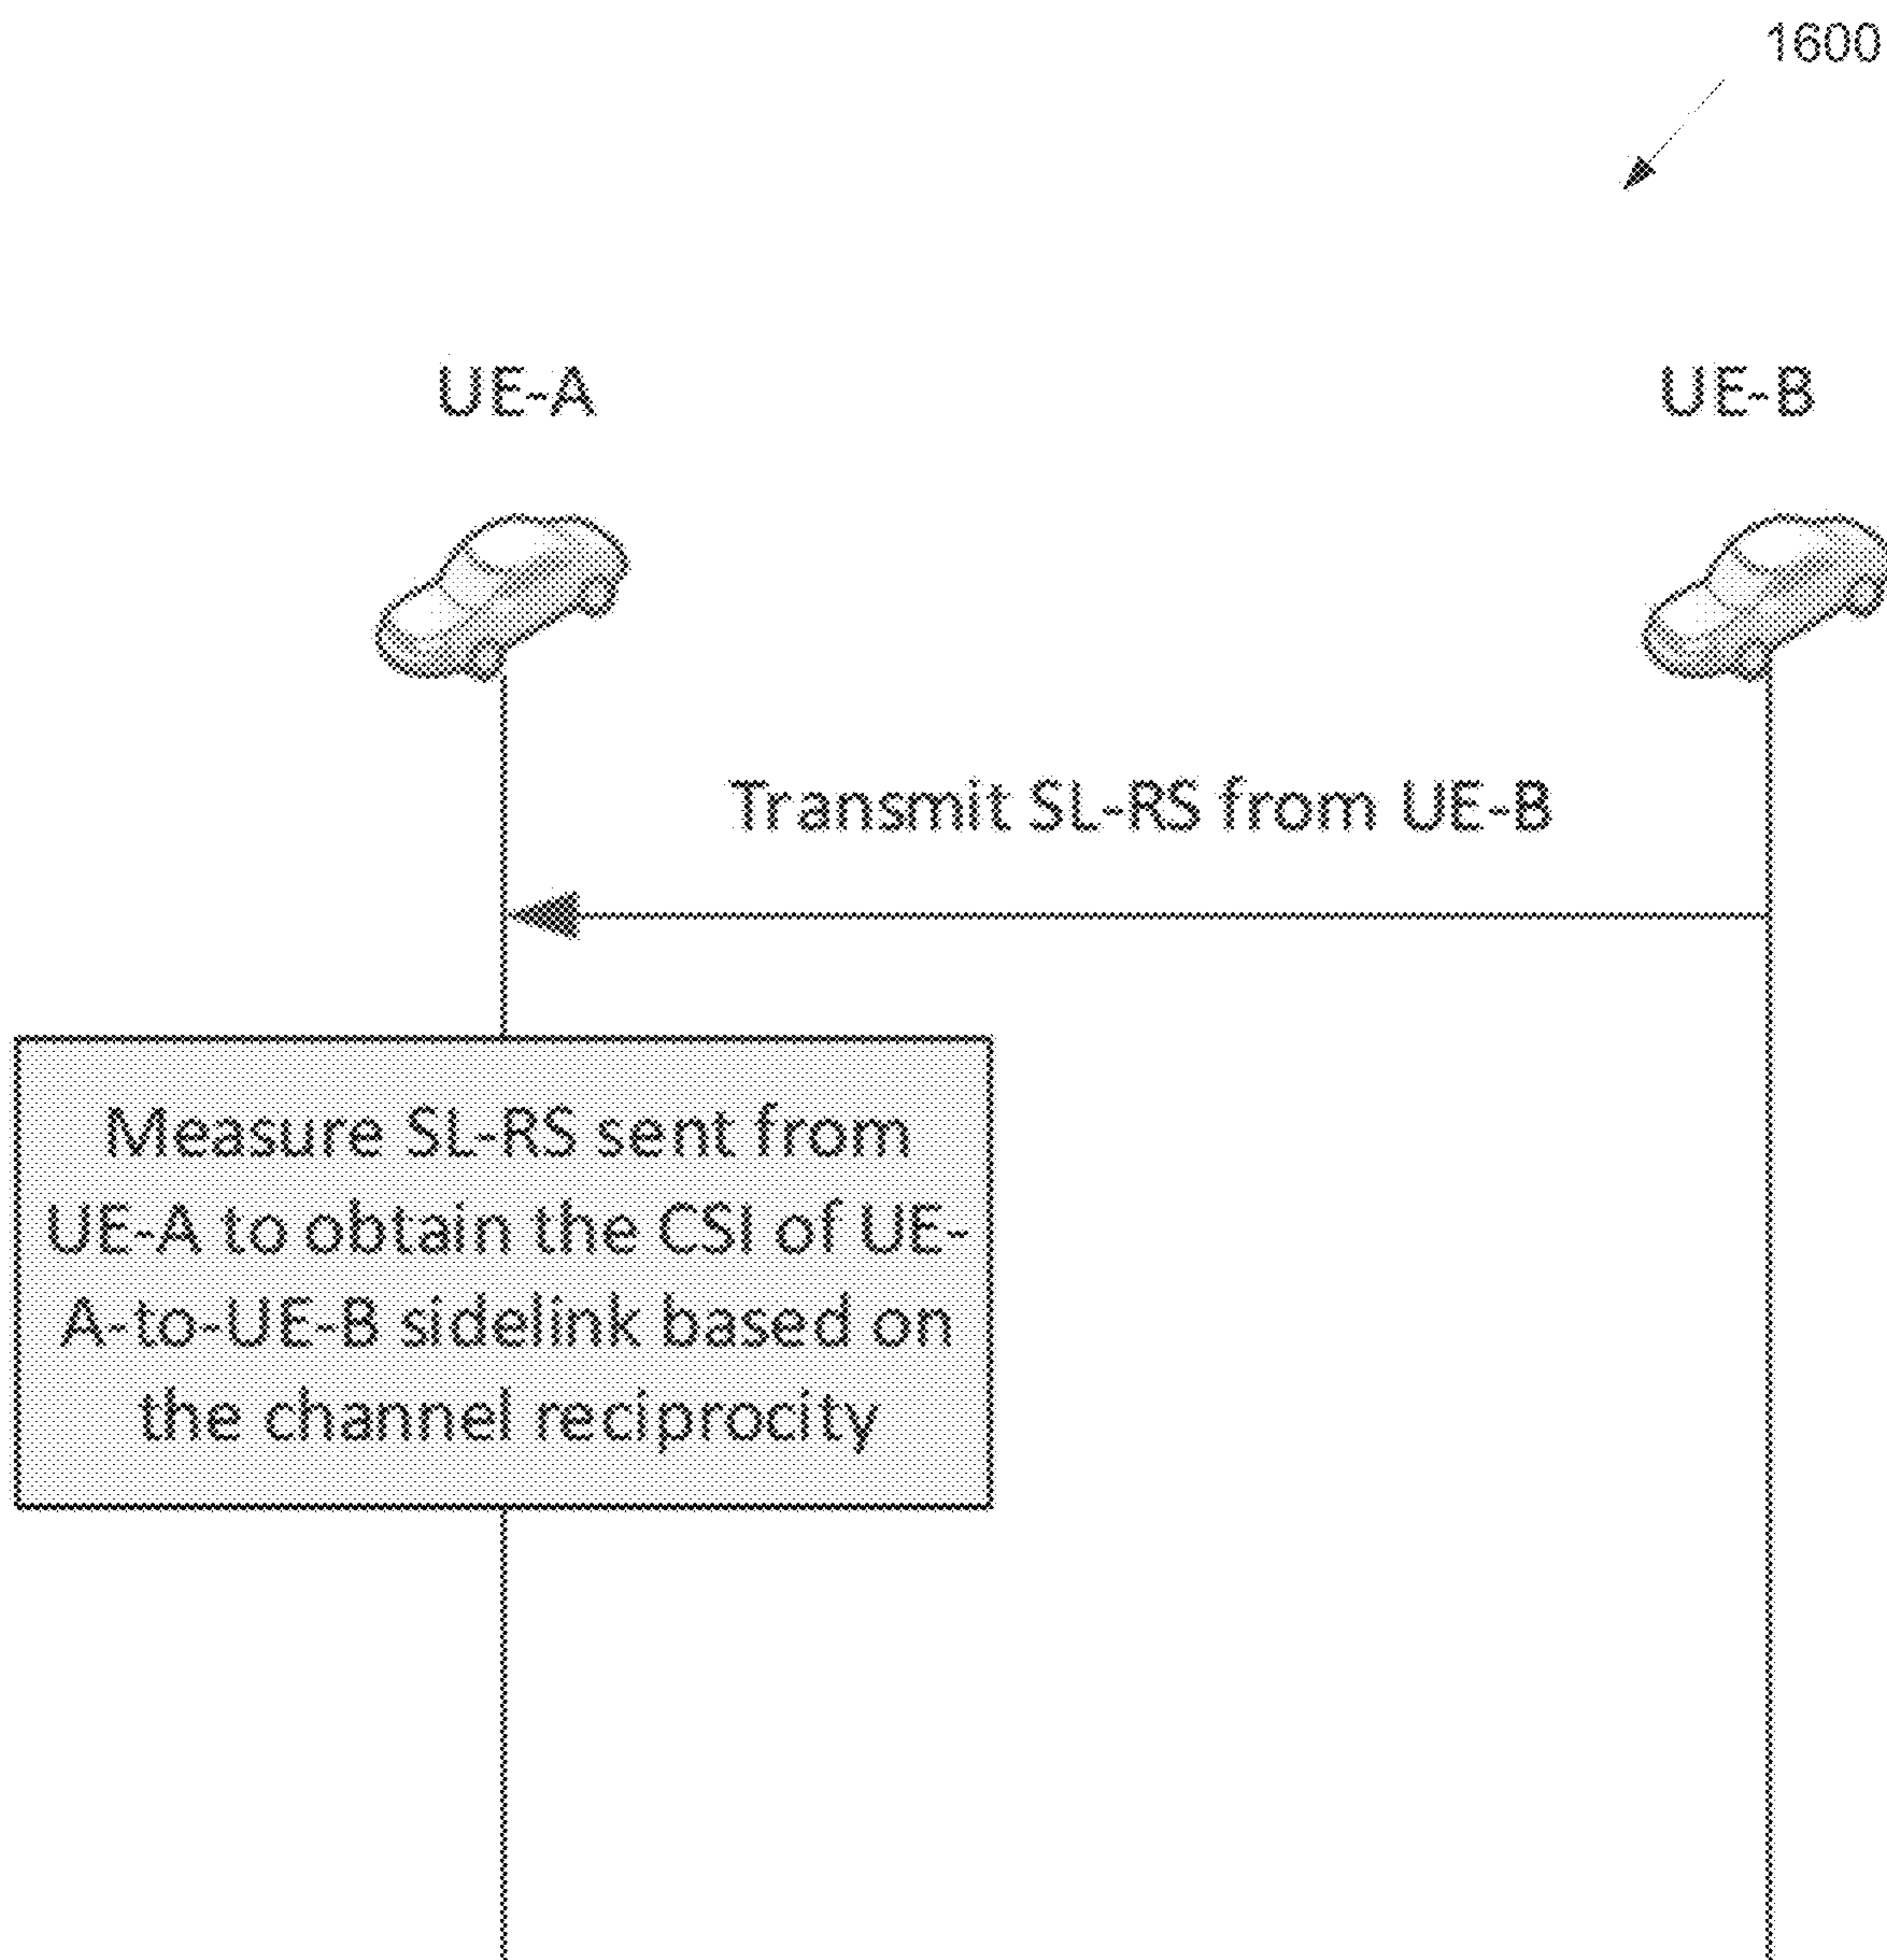 1600
UE-A
UE-B
Transmit SL-RS from UE-B
Measure SL-RS sent from
UE-A to obtain the CSI of UE-
A-to-UE-B sidelink based on
the channel reciprocity